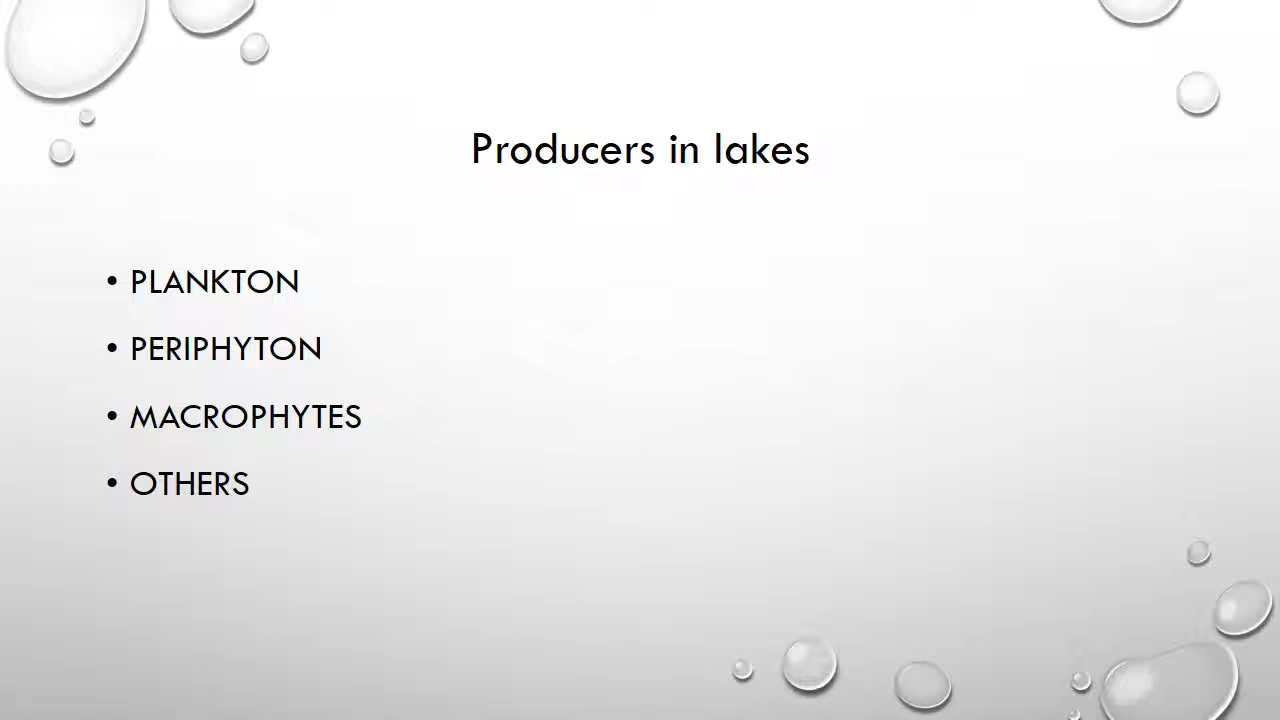 Producers in lakes
• PLANKTON
• PERIPHYTON
• MACROPHYTES
• OTHERS